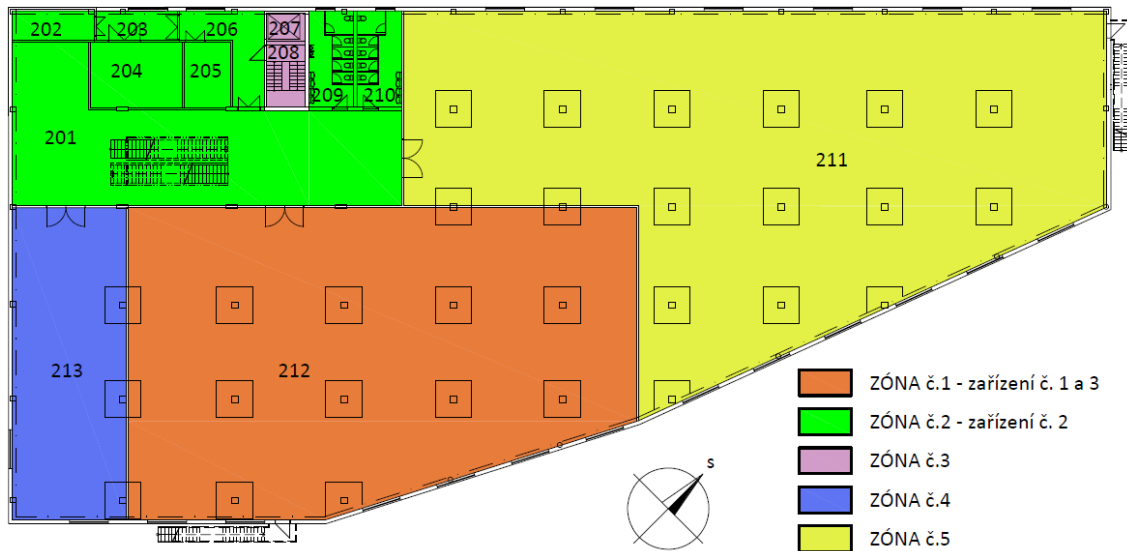 202
203
206
207
208
204
205
209
210
201
211
213
212
S
ZÓNA č.1 - zařízení č. 1 a 3
ZÓNA č.2 - zařízení č. 2
ZÓNA č.3
ZÓNA č.4
ZÓNA č.5